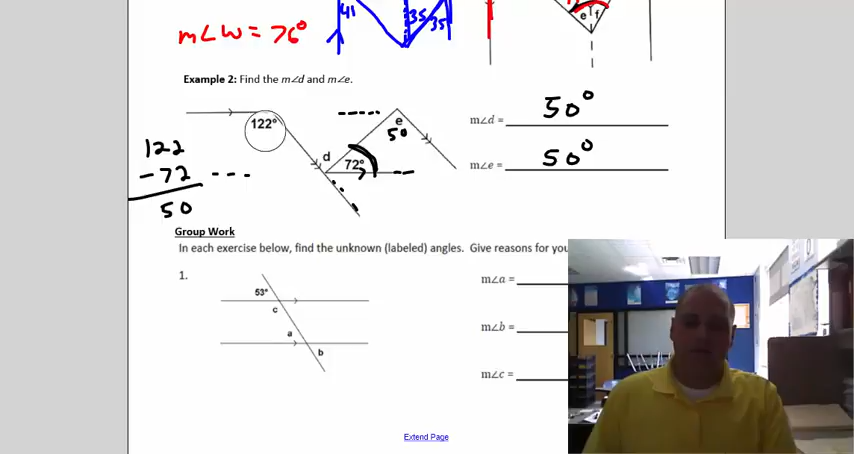 41
35
35
e f
m∠W = 76°
Example 2: Find the m∠d and m∠e.
122°
d
72°
e
50
m∠d = 50°
m∠e = 50°
122
-72
50
Group Work
In each exercise below, find the unknown (labeled) angles. Give reasons for you
1.
53°
c
a
b
m∠a =
m∠b =
m∠c =
Extend Page